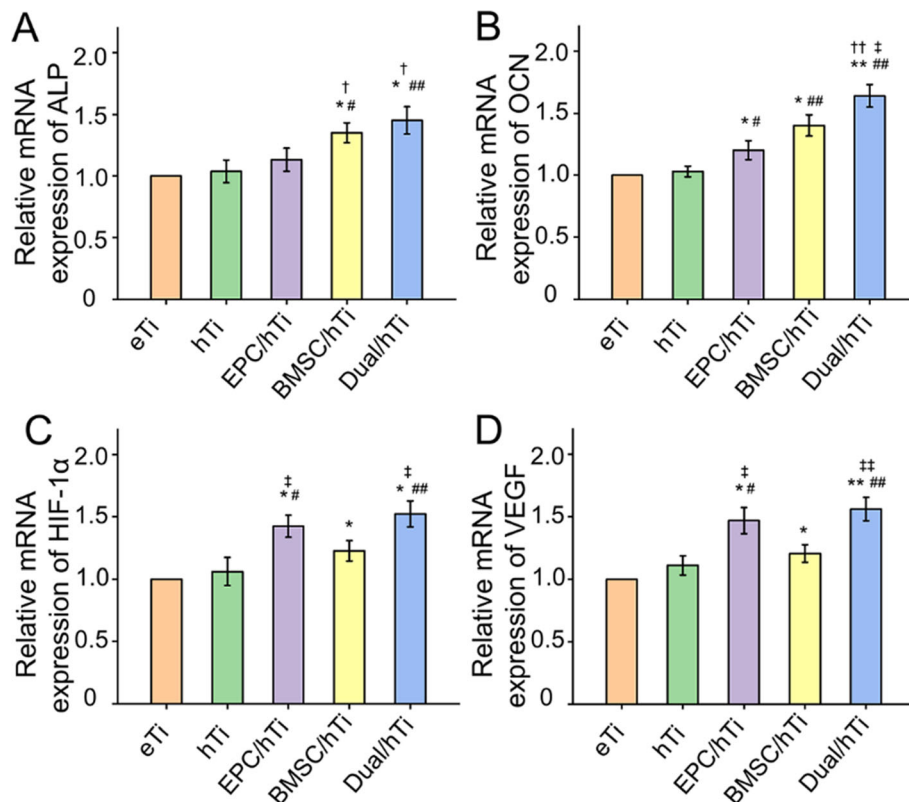 A
Relative mRNA
expression of ALP
2.0
1.5
1.0
0.5
0
†
* #
†
* ##
eTi
hTi
EPC/hTi
BMSC/hTi
Dual/hTi
B
Relative mRNA
expression of OCN
2.0
1.5
1.0
0.5
0
* #
* ##
†† ‡
** ##
eTi
hTi
EPC/hTi
BMSC/hTi
Dual/hTi
C
Relative mRNA
expression of HIF-1α
2.0
1.5
1.0
0.5
0
‡
* #
*
‡
* ##
eTi
hTi
EPC/hTi
BMSC/hTi
Dual/hTi
D
Relative mRNA
expression of VEGF
2.0
1.5
1.0
0.5
0
‡
* #
*
‡‡
** ##
eTi
hTi
EPC/hTi
BMSC/hTi
Dual/hTi